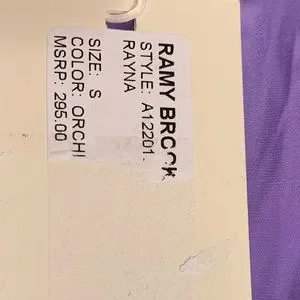 RAMY BROOK
STYLE: A12201
RAYNA
SIZE: S
COLOR: ORCHI
MSRP: 295.00